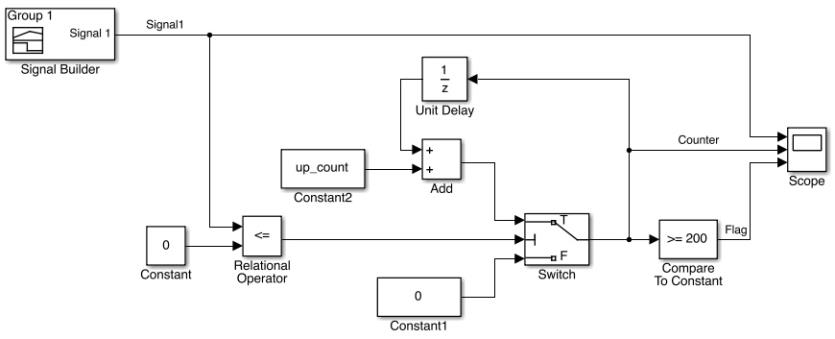 Group 1
Signal 1
Signal Builder
Signal1
1
z
Unit Delay
up_count
Constant2
+
+
Add
Counter
Scope
0
Constant
<=
Relational
Operator
T
F
Switch
>= 200
Compare
To Constant
Flag
0
Constant1